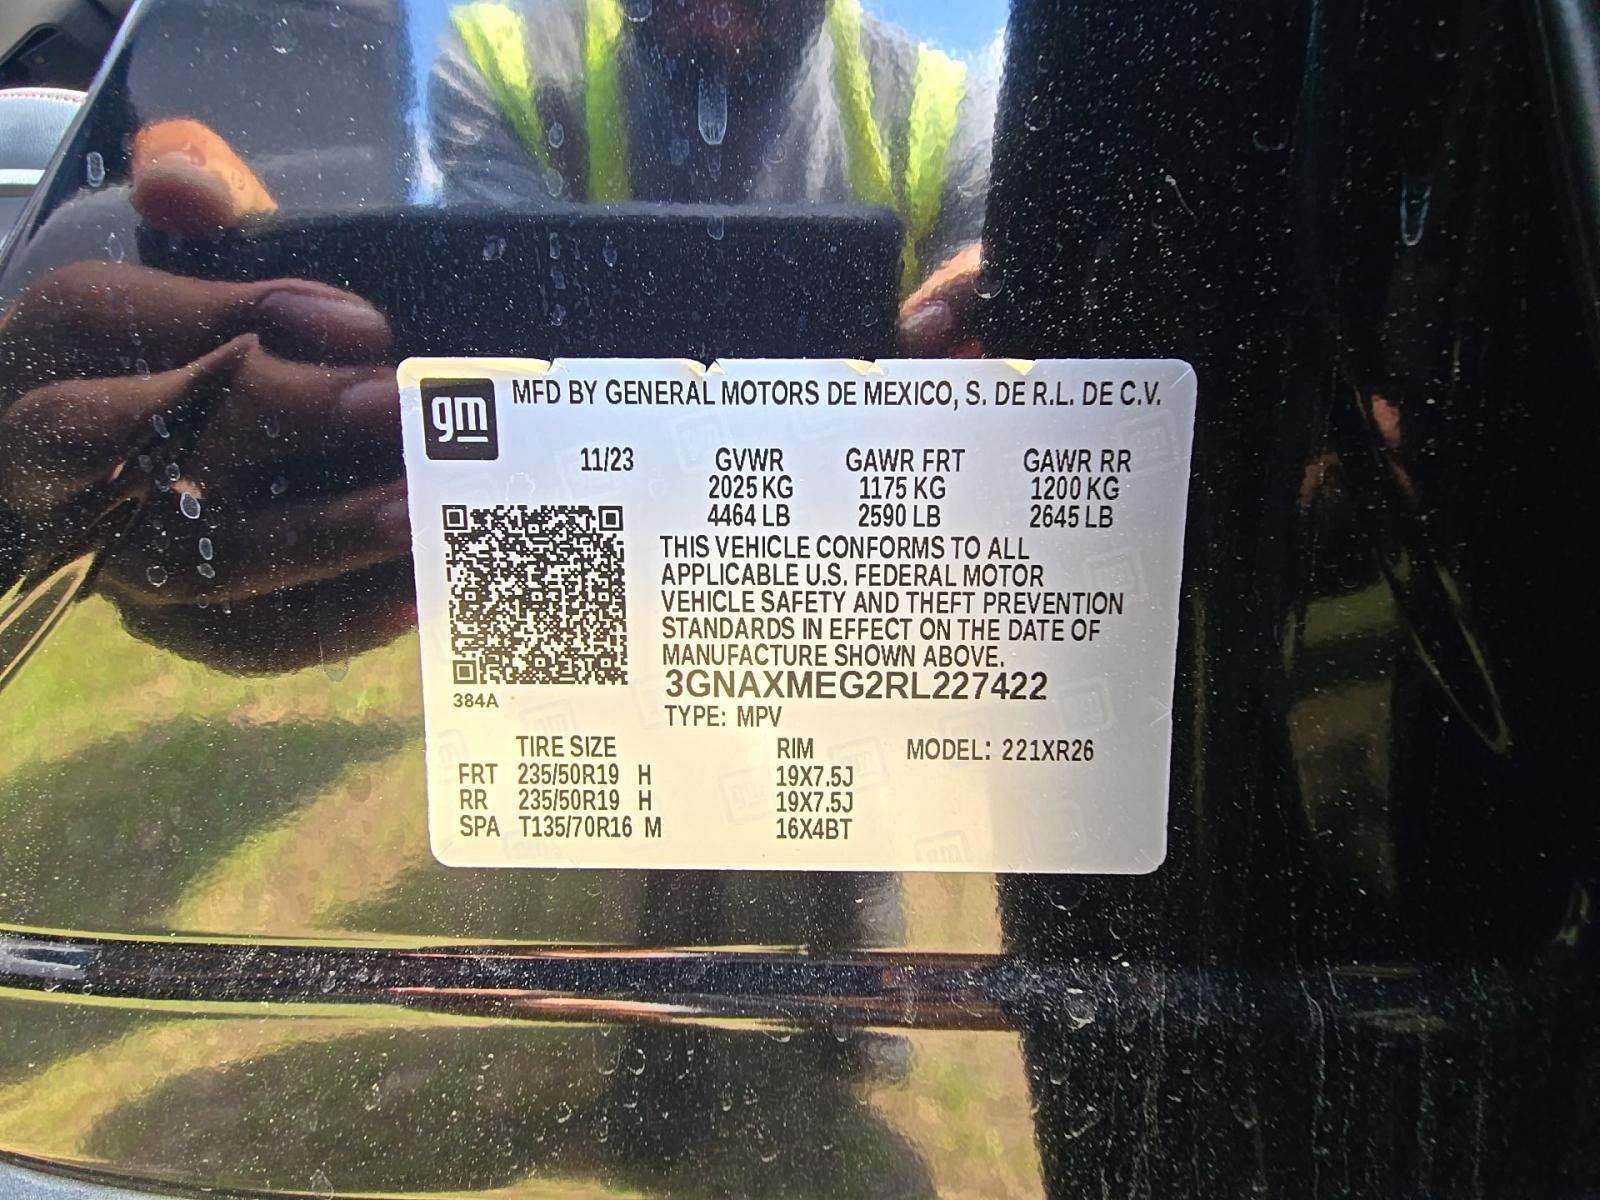 gm MFD BY GENERAL MOTORS DE MEXICO, S. DE R.L. DE C.V.
11/23 GVWR GAWR FRT GAWR RR
2025 KG 1175 KG 1200 KG
4464 LB 2590 LB 2645 LB
THIS VEHICLE CONFORMS TO ALL
APPLICABLE U.S. FEDERAL MOTOR
VEHICLE SAFETY AND THEFT PREVENTION
STANDARDS IN EFFECT ON THE DATE OF
MANUFACTURE SHOWN ABOVE.
3GNAXMEG2RL227422
384A
TYPE: MPV
TIRE SIZE RIM MODEL: 221XR26
FRT 235/50R19 H 19X7.5J
RR 235/50R19 H 19X7.5J
SPA T135/70R16 M 16X4BT